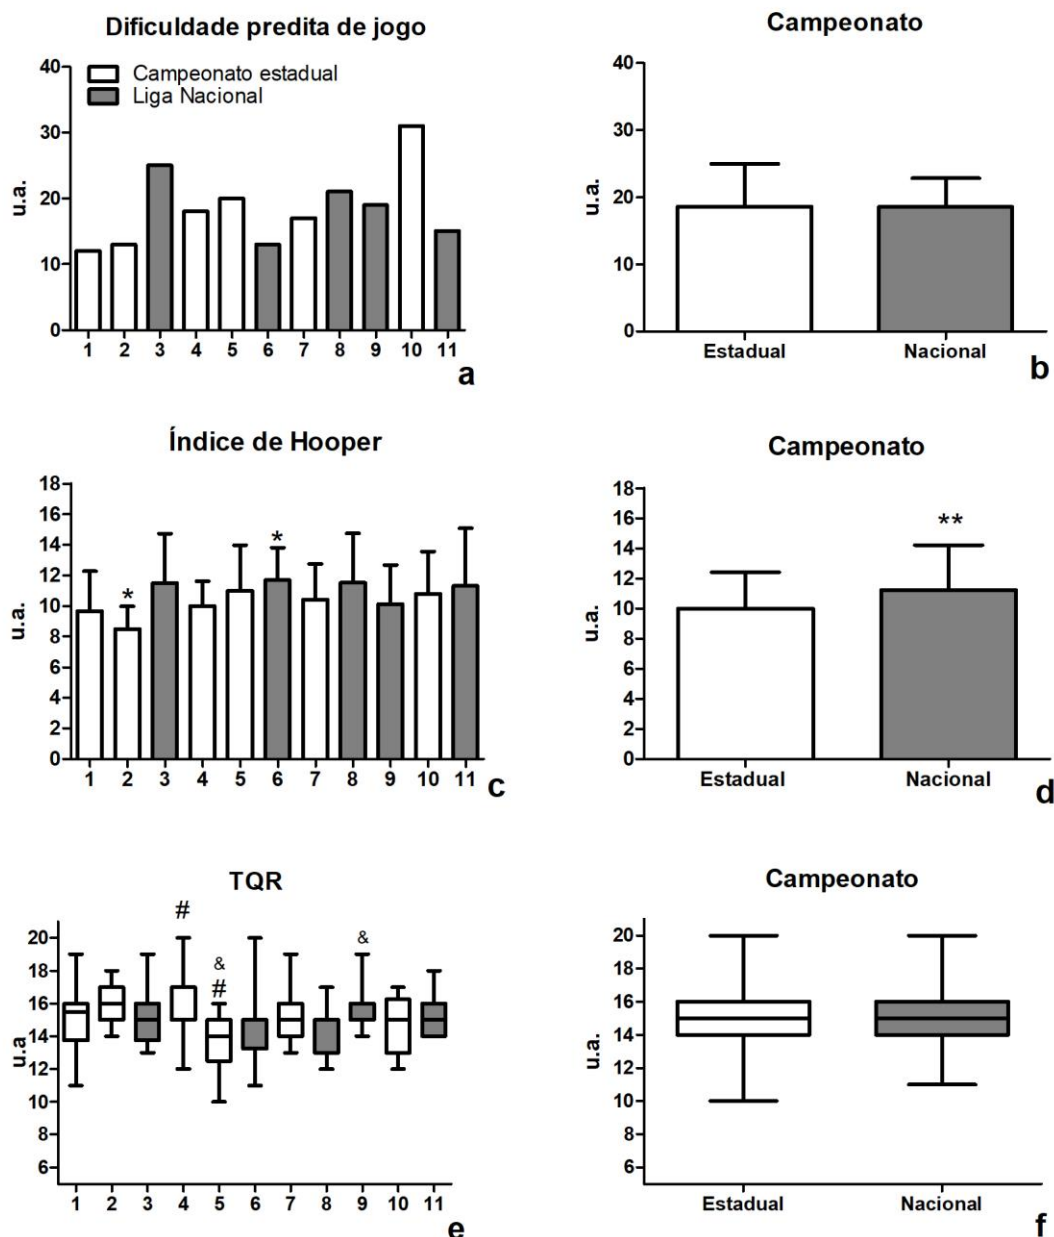 Dificuldade predita de jogo
40
30
20
10
0
u.a.
Campeonato estadual
Liga Nacional
1 2 3 4 5 6 7 8 9 10 11
a
Campeonato
40
30
20
10
0
u.a.
Estadual Nacional
b
Índice de Hooper
18
16
14
12
10
8
6
4
2
0
u.a.
* *
1 2 3 4 5 6 7 8 9 10 11
c
Campeonato
18
16
14
12
10
8
6
4
2
0
u.a.
**
Estadual Nacional
d
TQR
20
18
16
14
12
10
8
6
u.a
#
& &
#
1 2 3 4 5 6 7 8 9 10 11
e
Campeonato
20
18
16
14
12
10
8
6
u.a.
Estadual Nacional
f